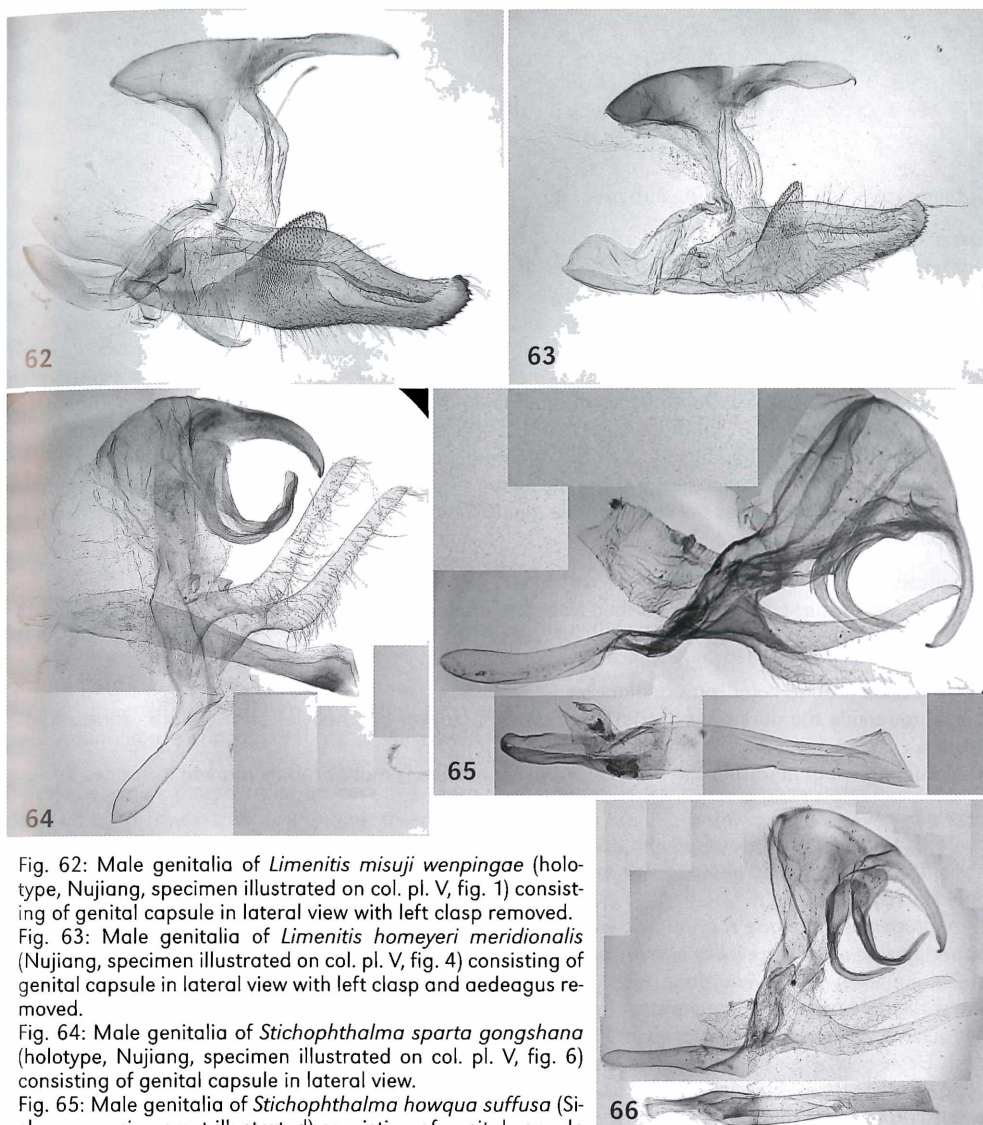 62
63
64
65
66
Fig. 62: Male genitalia of Limenitis misuji wenpingae (holo-
type, Nujiang, specimen illustrated on col. pl. V, fig. 1) consist-
ing of genital capsule in lateral view with left clasp removed.
Fig. 63: Male genitalia of Limenitis homeyeri meridionalis
(Nujiang, specimen illustrated on col. pl. V, fig. 4) consisting of
genital capsule in lateral view with left clasp and aedeagus re-
moved.
Fig. 64: Male genitalia of Stichophthalma sparta gongshana
(holotype, Nujiang, specimen illustrated on col. pl. V, fig. 6)
consisting of genital capsule in lateral view.
Fig. 65: Male genitalia of Stichophthalma howqua suffusa (Si-